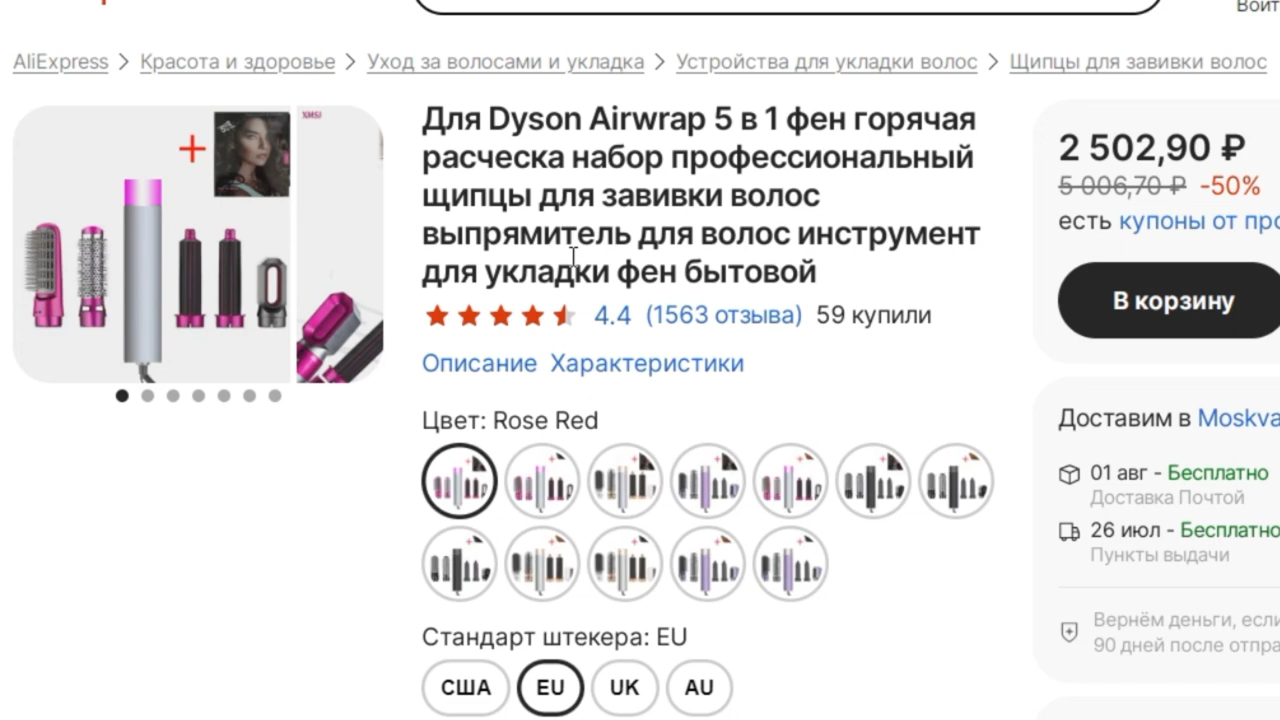 Войт
AliExpress > Красота и здоровье > Уход за волосами и укладка > Устройства для укладки волос > Щипцы для завивки волос
XMSJ
Для Dyson Airwrap 5 в 1 фен горячая
расческа набор профессиональный
щипцы для завивки волос
выпрямитель для волос инструмент
для укладки фен бытовой
4.4 (1563 отзыва) 59 купили
Описание Характеристики
Цвет: Rose Red
Стандарт штекера: EU
США EU UK AU
2 502,90 ₽
5 006,70 ₽ -50%
есть купоны от про
В корзину
Доставим в Moskva
01 авг - Бесплатно
Доставка Почтой
26 июл - Бесплатно
Пункты выдачи
Вернём деньги, если
90 дней после отпра